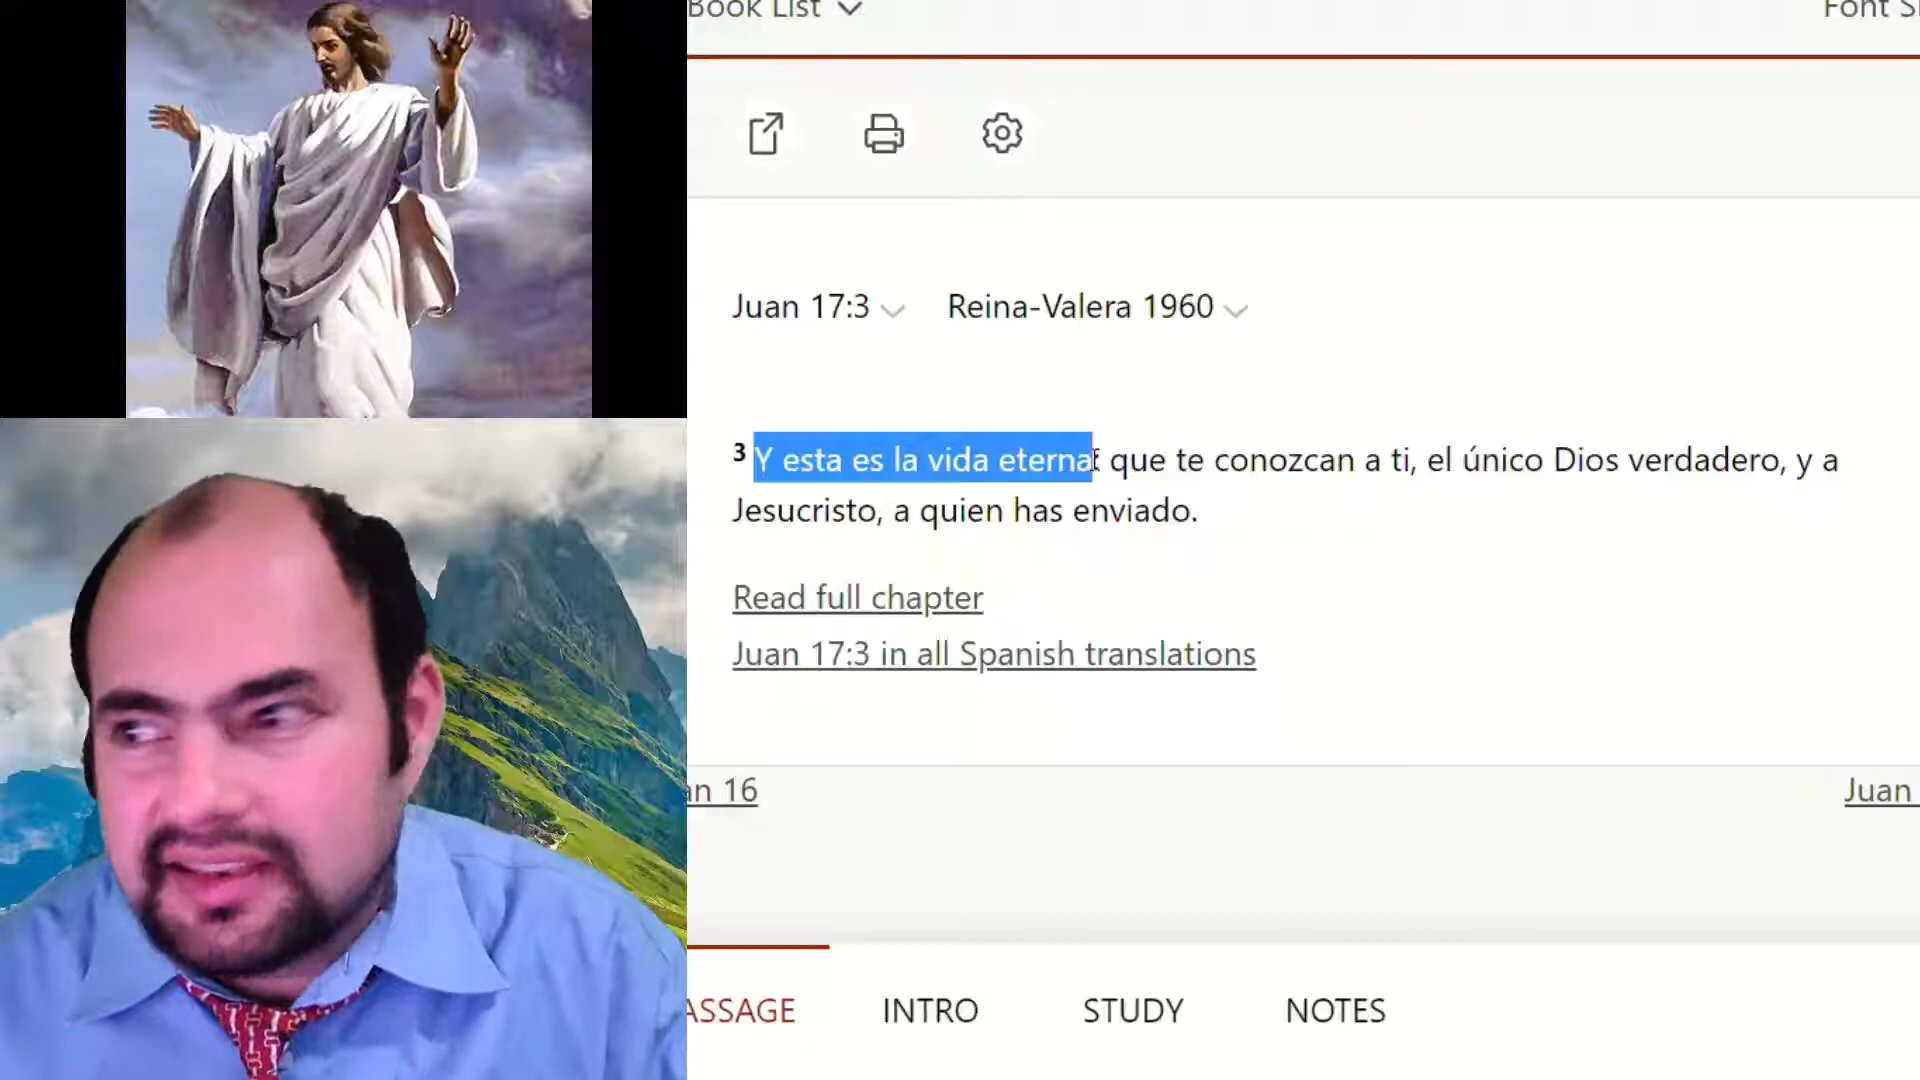 Book List
Font S
Juan 17:3 Reina-Valera 1960
3 Y esta es la vida eterna: que te conozcan a ti, el único Dios verdadero, y a
Jesucristo, a quien has enviado.
Read full chapter
Juan 17:3 in all Spanish translations
an 16
Juan
ASSAGE INTRO STUDY NOTES